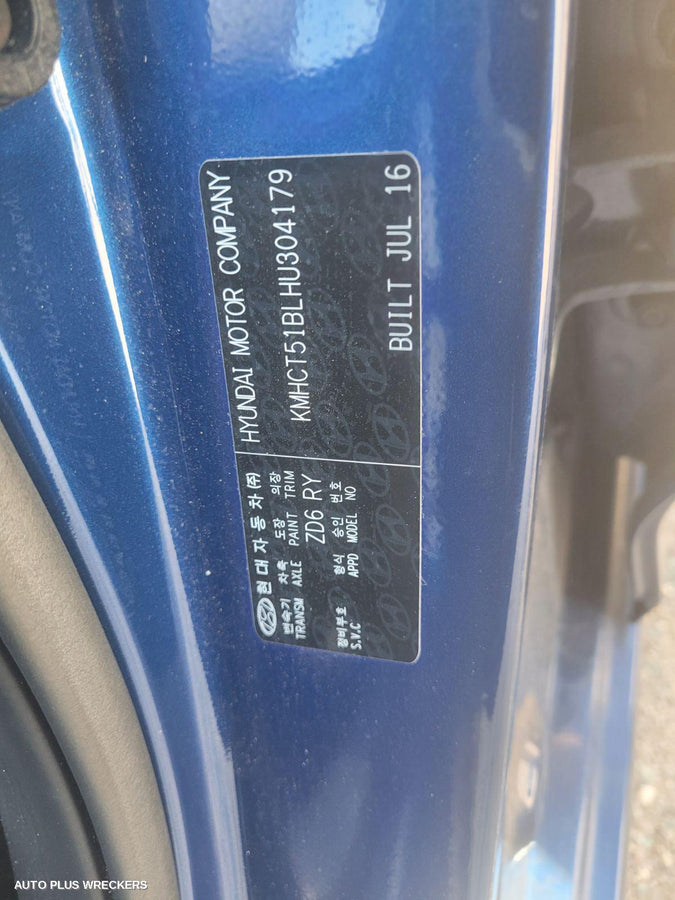 현대자동차(주)
HYUNDAI MOTOR COMPANY
변속기 차축 도장 의장
TRANSM AXLE PAINT TRIM
KMHCT51BLHU304179
ZD6 RY
정비부호 형식 승인 번호
S.V.C APPD MODEL NO
BUILT JUL 16
AUTO PLUS WRECKERS